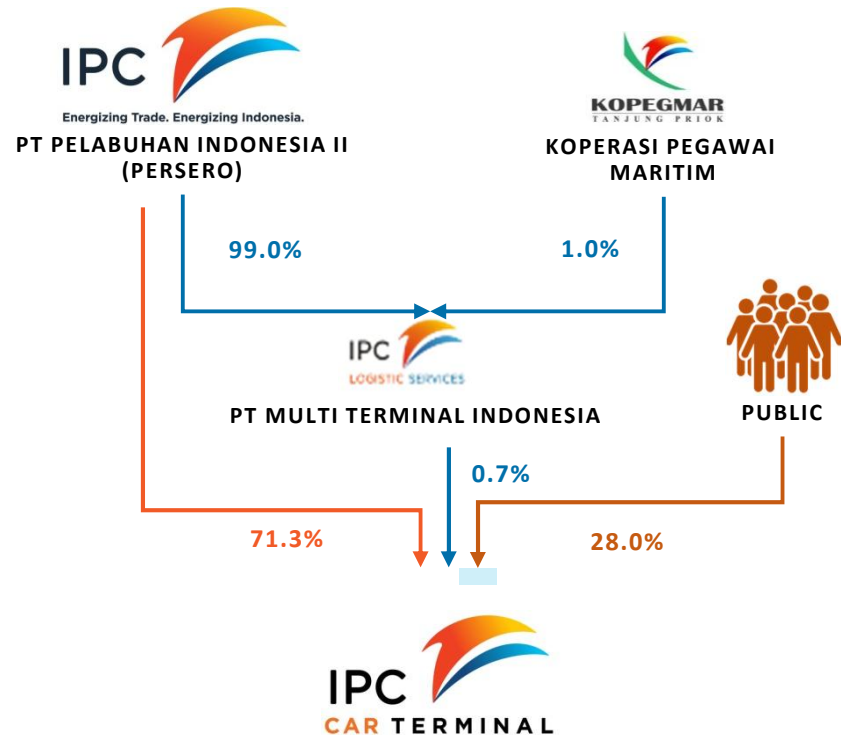 IPC
Energizing Trade. Energizing Indonesia.
PT PELABUHAN INDONESIA II
(PERSERO)
KOPEGMAR
TANJUNG PRIOK
KOPERASI PEGAWAI
MARITIM
99.0%
1.0%
IPC
LOGISTIC SERVICES
PT MULTI TERMINAL INDONESIA
PUBLIC
0.7%
71.3%
28.0%
IPC
CAR TERMINAL